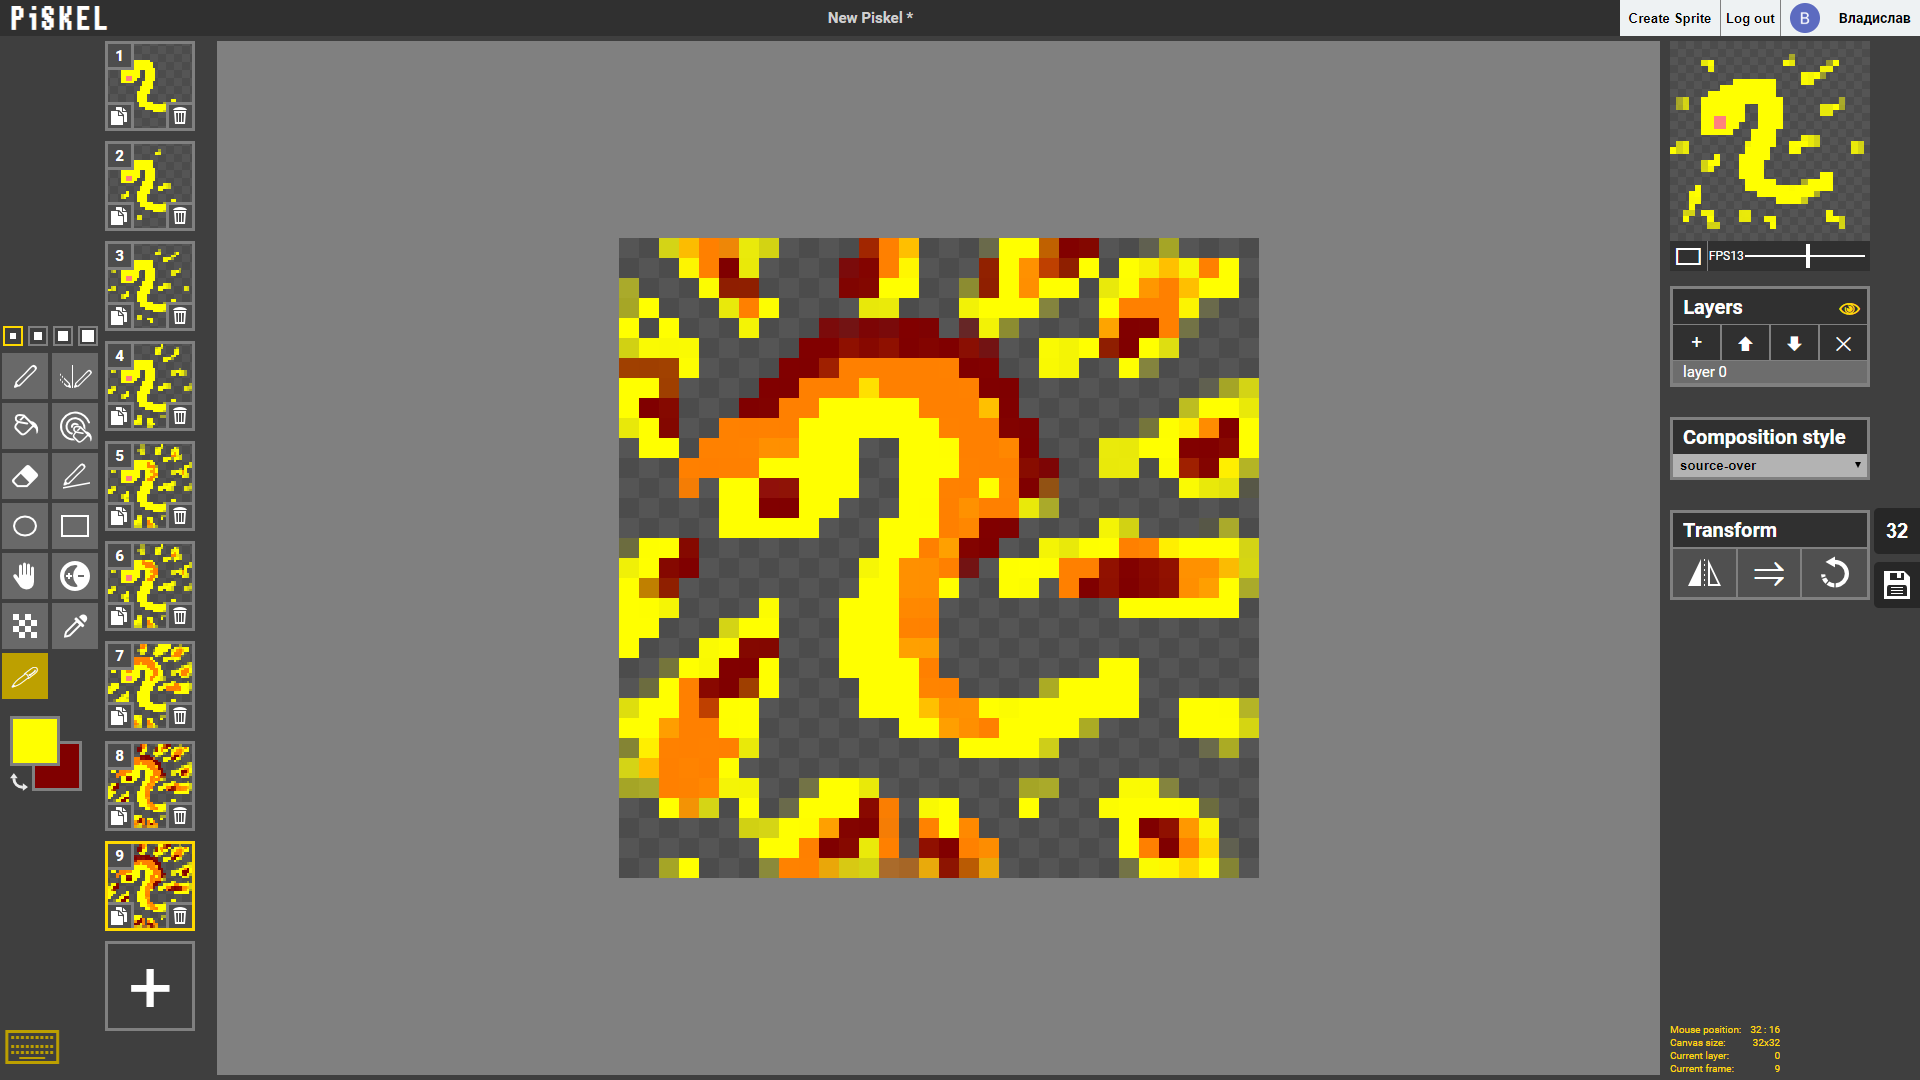 PiSKEL
New Piskel *
Create Sprite
Log out
B
Владислав
1
2
3
4
5
6
7
8
9
FPS13
Layers
layer 0
Composition style
source-over
Transform
32
Mouse position: 32 : 16
Canvas size: 32x32
Current layer: 0
Current frame: 9